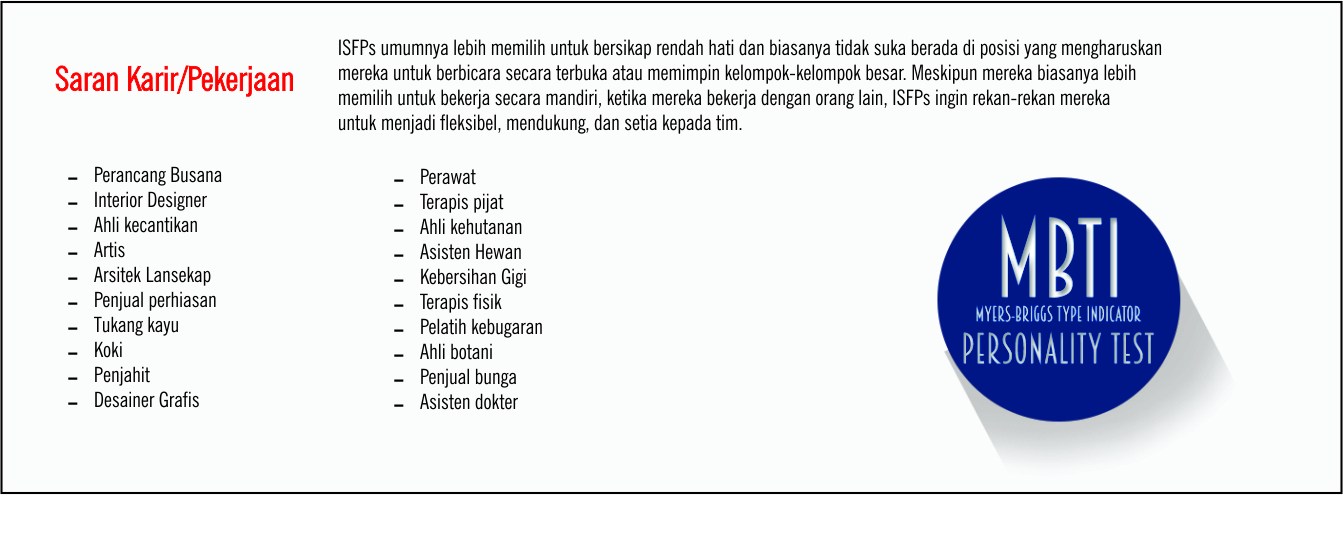 Saran Karir/Pekerjaan
ISFPs umumnya lebih memilih untuk bersikap rendah hati dan biasanya tidak suka berada di posisi yang mengharuskan
mereka untuk berbicara secara terbuka atau memimpin kelompok-kelompok besar. Meskipun mereka biasanya lebih
memilih untuk bekerja secara mandiri, ketika mereka bekerja dengan orang lain, ISFPs ingin rekan-rekan mereka
untuk menjadi fleksibel, mendukung, dan setia kepada tim.
- Perancang Busana
- Interior Designer
- Ahli kecantikan
- Artis
- Arsitek Lansekap
- Penjual perhiasan
- Tukang kayu
- Koki
- Penjahit
- Desainer Grafis
- Perawat
- Terapis pijat
- Ahli kehutanan
- Asisten Hewan
- Kebersihan Gigi
- Terapis fisik
- Pelatih kebugaran
- Ahli botani
- Penjual bunga
- Asisten dokter
MBTI
MYERS-BRIGGS TYPE INDICATOR
PERSONALITY TEST